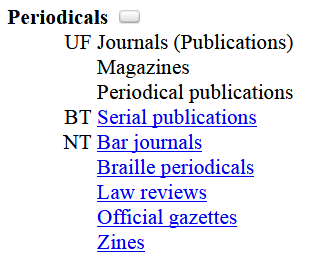 Periodicals
UF Journals (Publications)
Magazines
Periodical publications
BT Serial publications
NT Bar journals
Braille periodicals
Law reviews
Official gazettes
Zines